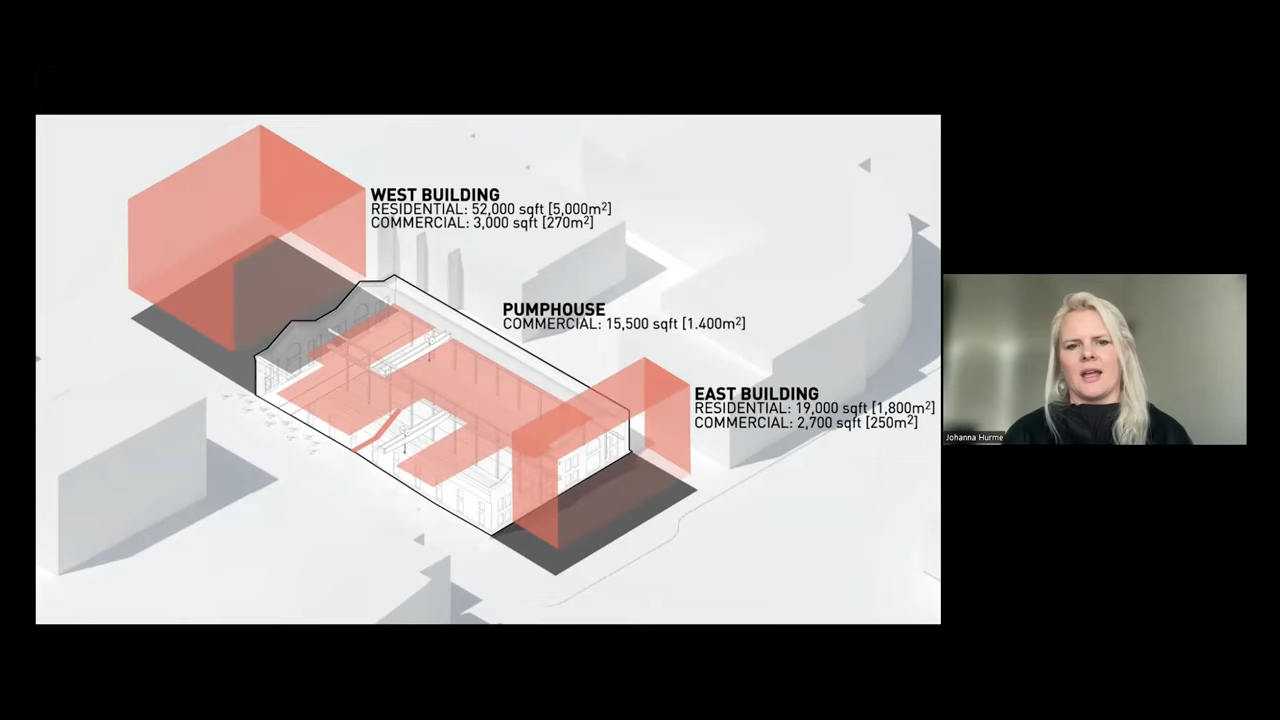 WEST BUILDING
RESIDENTIAL: 52,000 sqft [5,000m²]
COMMERCIAL: 3,000 sqft [270m²]
PUMPHOUSE
COMMERCIAL: 15,500 sqft [1.400m²]
EAST BUILDING
RESIDENTIAL: 19,000 sqft [1,800m²]
COMMERCIAL: 2,700 sqft [250m²]
Johanna Hurme